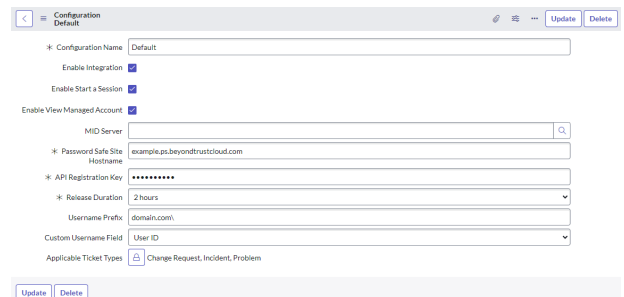 Configuration
Default
Update Delete
✳ Configuration Name Default
Enable Integration
Enable Start a Session
Enable View Managed Account
MID Server
✳ Password Safe Site Hostname example.ps.beyondtrustcloud.com
✳ API Registration Key ••••••••••
✳ Release Duration 2 hours
Username Prefix domain.com\
Custom Username Field User ID
Applicable Ticket Types Change Request, Incident, Problem
Update Delete